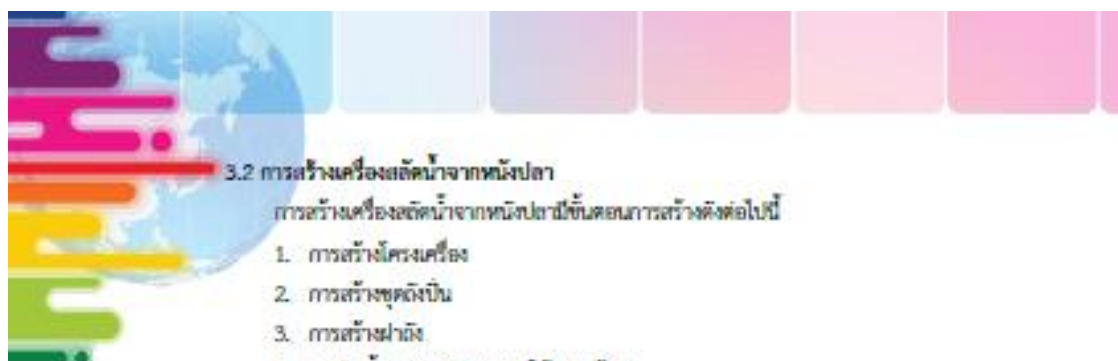 3.2 การสร้างเครื่องสลัดน้ำจากหนังปลา
การสร้างเครื่องสลัดน้ำจากหนังปลามีขั้นตอนการสร้างดังต่อไปนี้
1. การสร้างโครงเครื่อง
2. การสร้างชุดถังปั่น
3. การสร้างฝาถัง